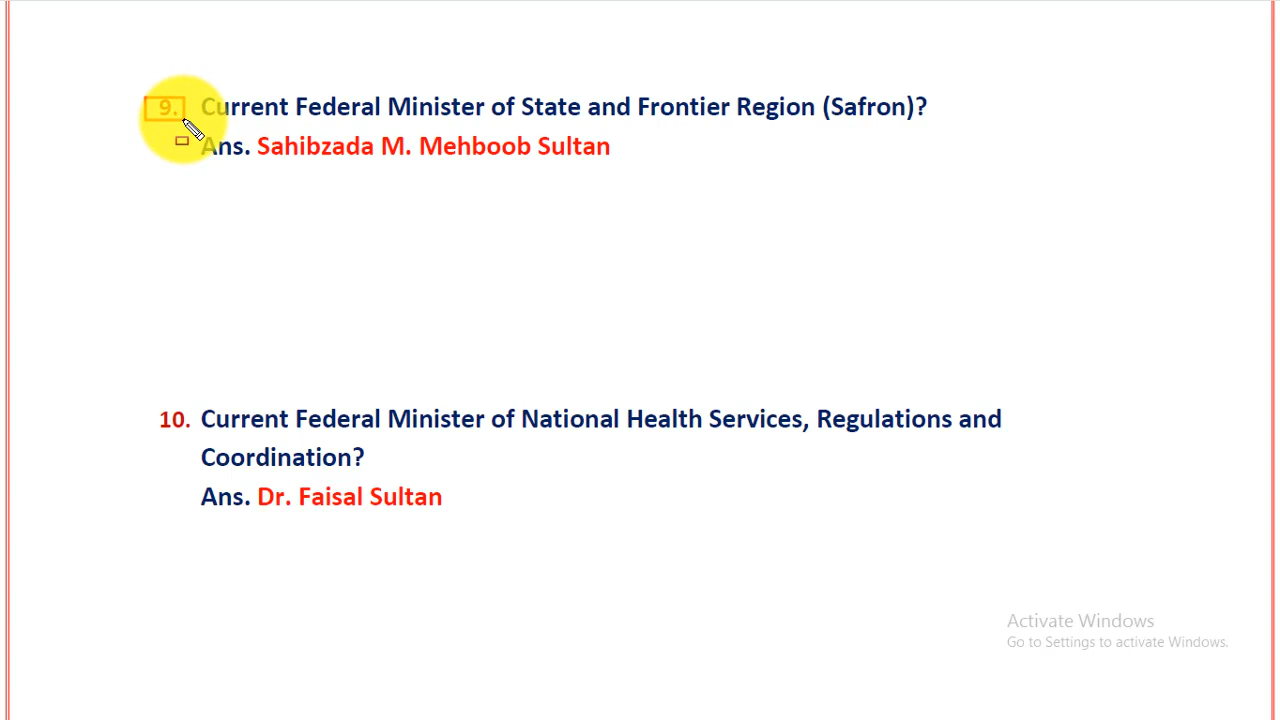 9. Current Federal Minister of State and Frontier Region (Safron)?
Ans. Sahibzada M. Mehboob Sultan
10. Current Federal Minister of National Health Services, Regulations and
Coordination?
Ans. Dr. Faisal Sultan
Activate Windows
Go to Settings to activate Windows.